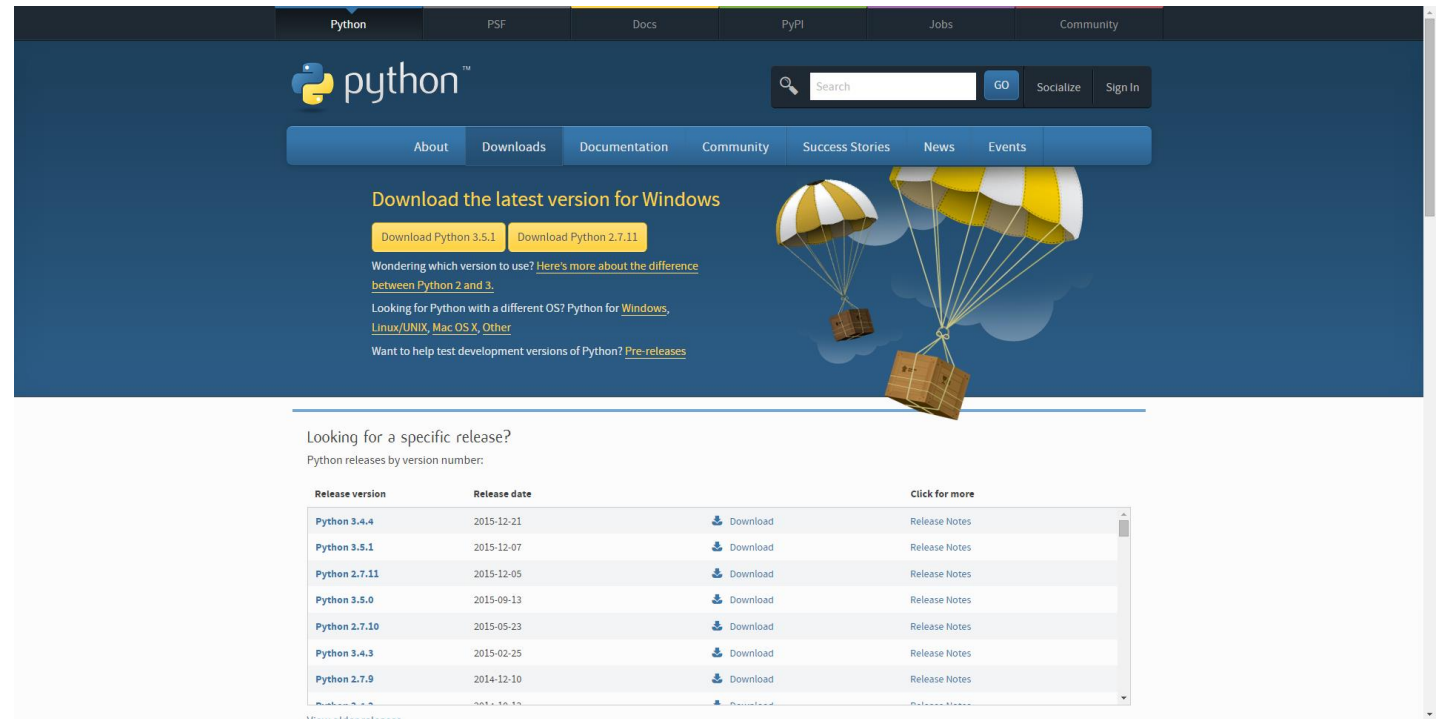 Python PSF Docs PyPI Jobs Community
python™
Search GO Socialize Sign In
About Downloads Documentation Community Success Stories News Events
Download the latest version for Windows
Download Python 3.5.1 Download Python 2.7.11
Wondering which version to use? Here's more about the difference
between Python 2 and 3.
Looking for Python with a different OS? Python for Windows,
Linux/UNIX, Mac OS X, Other
Want to help test development versions of Python? Pre-releases
Looking for a specific release?
Python releases by version number:
Release version Release date Click for more
Python 3.4.4 2015-12-21 Download Release Notes
Python 3.5.1 2015-12-07 Download Release Notes
Python 2.7.11 2015-12-05 Download Release Notes
Python 3.5.0 2015-09-13 Download Release Notes
Python 2.7.10 2015-05-23 Download Release Notes
Python 3.4.3 2015-02-25 Download Release Notes
Python 2.7.9 2014-12-10 Download Release Notes